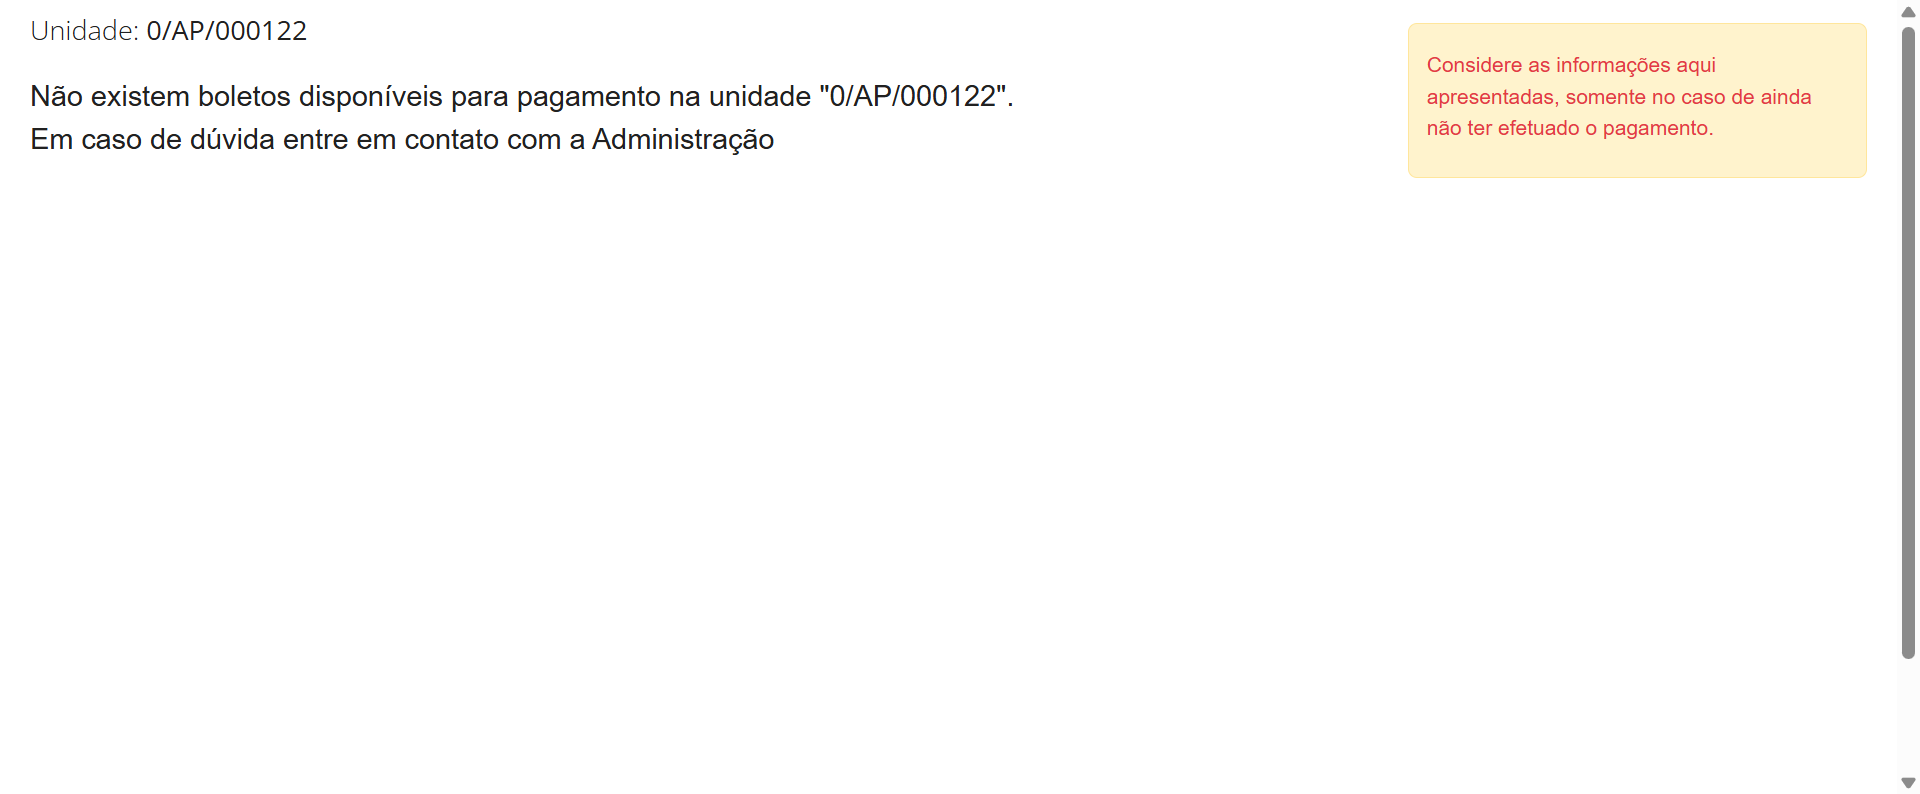 Unidade: 0/AP/000122
Não existem boletos disponíveis para pagamento na unidade "0/AP/000122".
Em caso de dúvida entre em contato com a Administração
Considere as informações aqui
apresentadas, somente no caso de ainda
não ter efetuado o pagamento.